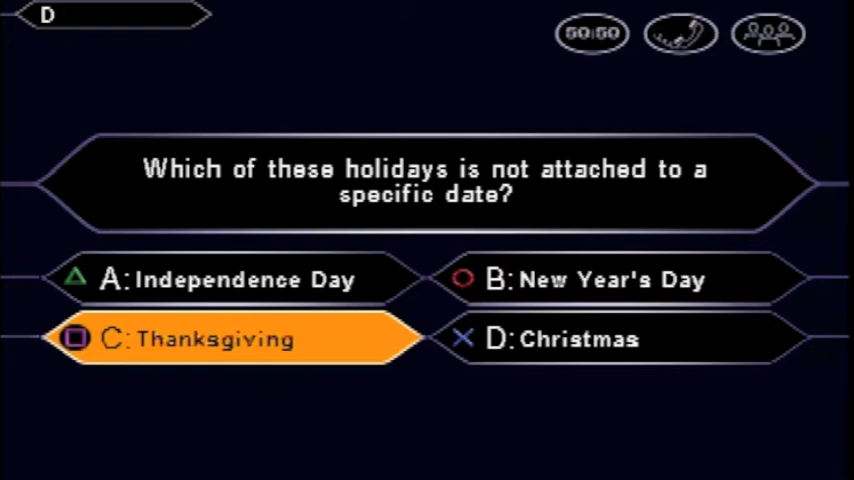 D
50:50
Which of these holidays is not attached to a
specific date?
A: Independence Day
B: New Year's Day
C: Thanksgiving
D: Christmas